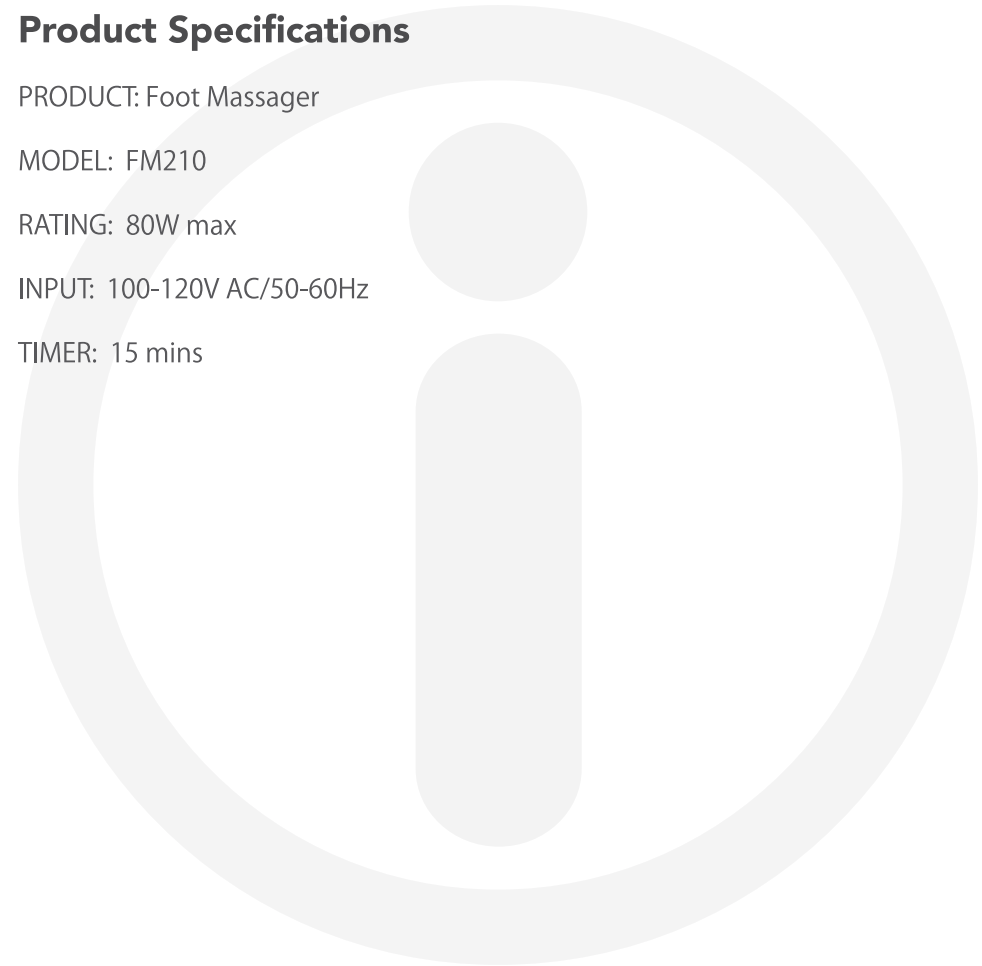 Product Specifications
PRODUCT: Foot Massager
MODEL: FM210
RATING: 80W max
INPUT: 100-120V AC/50-60Hz
TIMER: 15 mins